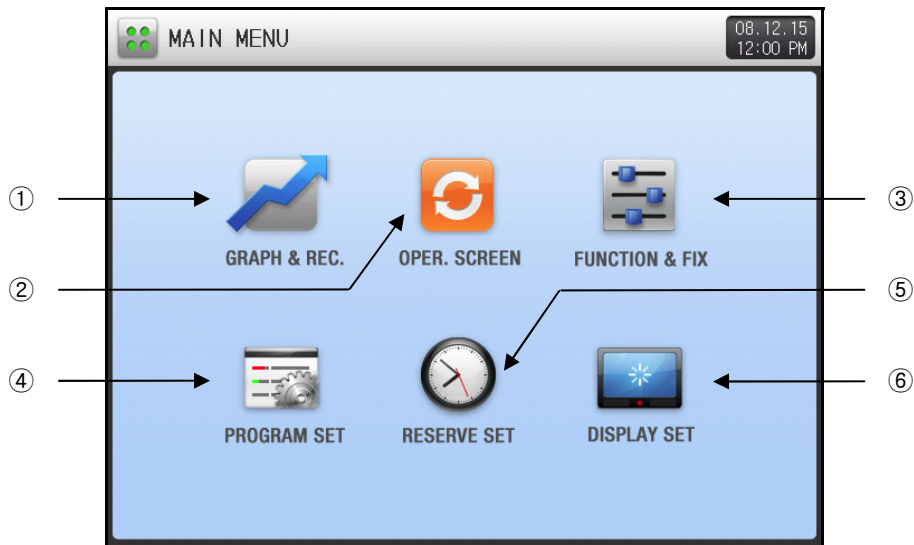 MAIN MENU
08.12.15
12:00 PM
① ③
GRAPH & REC. OPER. SCREEN FUNCTION & FIX
② ⑤
④ ⑥
PROGRAM SET RESERVE SET DISPLAY SET